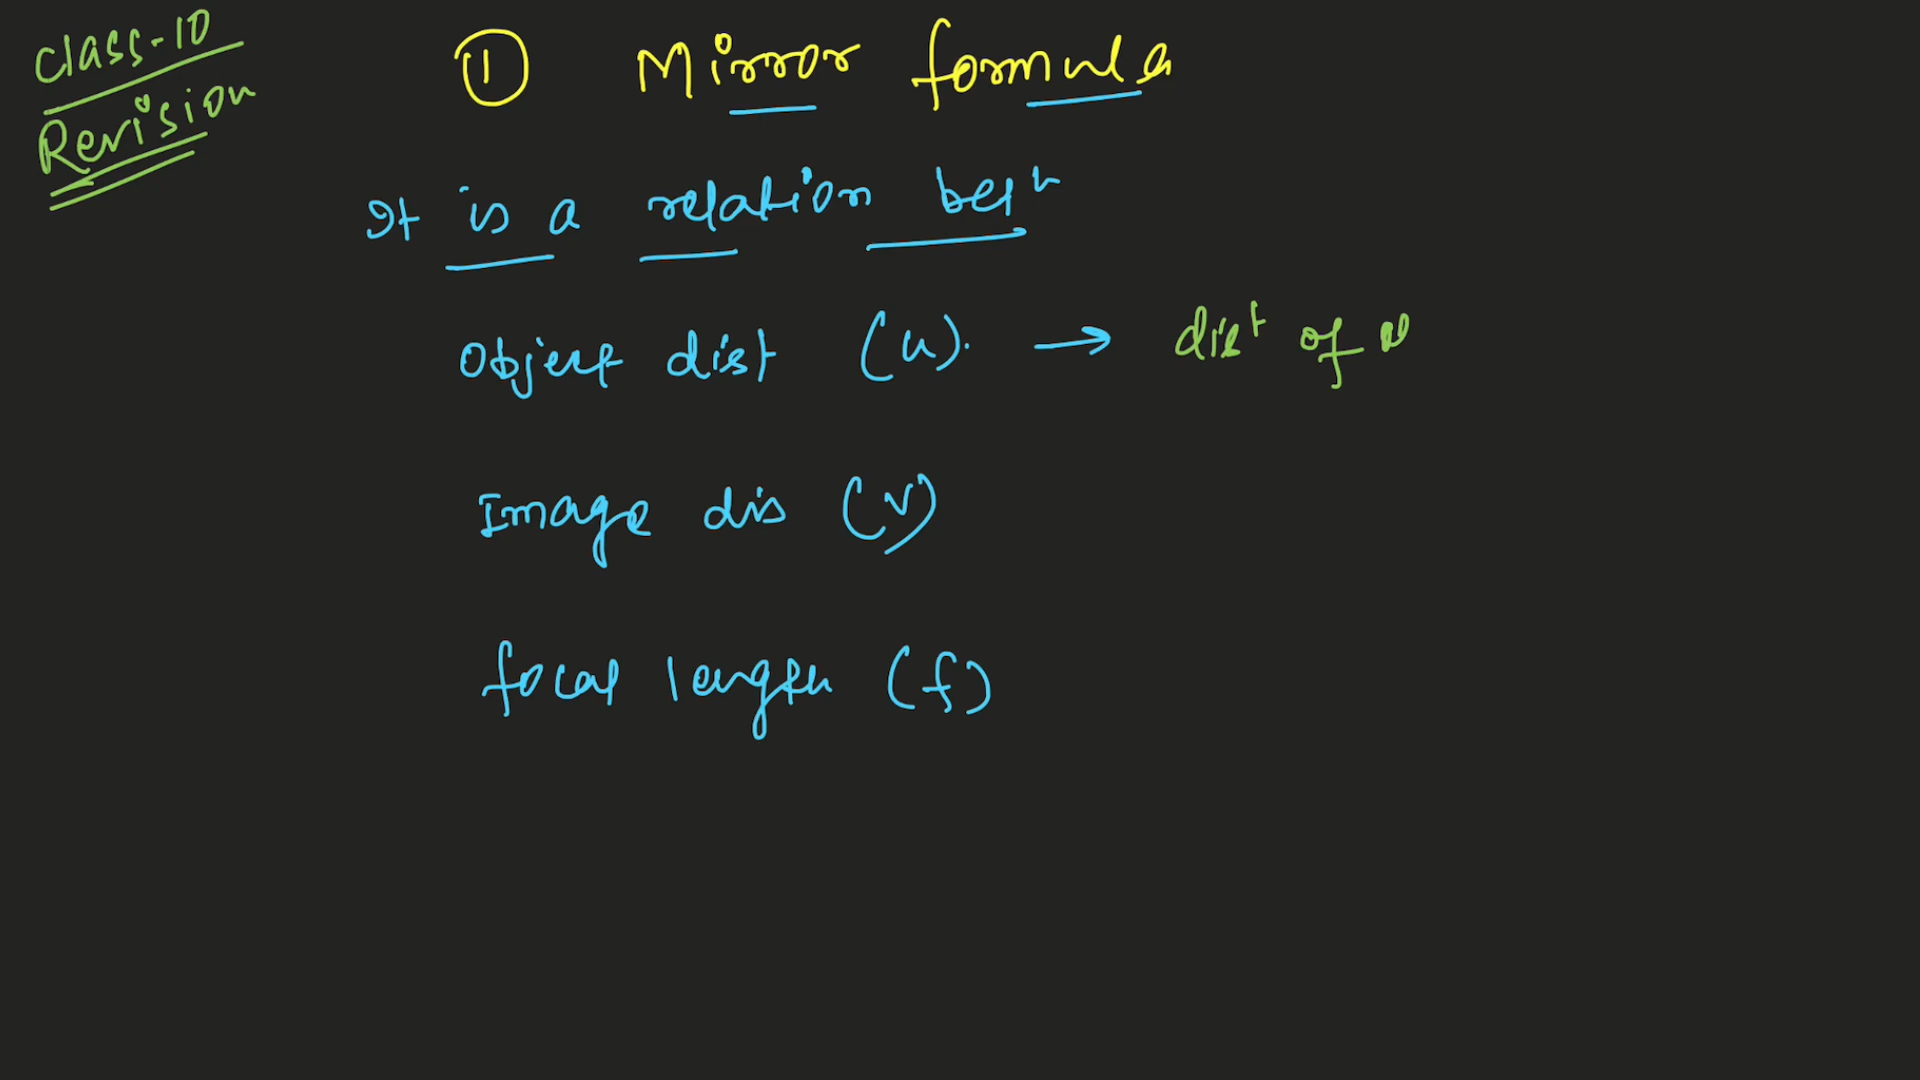 Class-10
Revision
① Mirror formula
It is a relation betn
Object dist (u). → dist of
Image dis (v)
focal length (f)